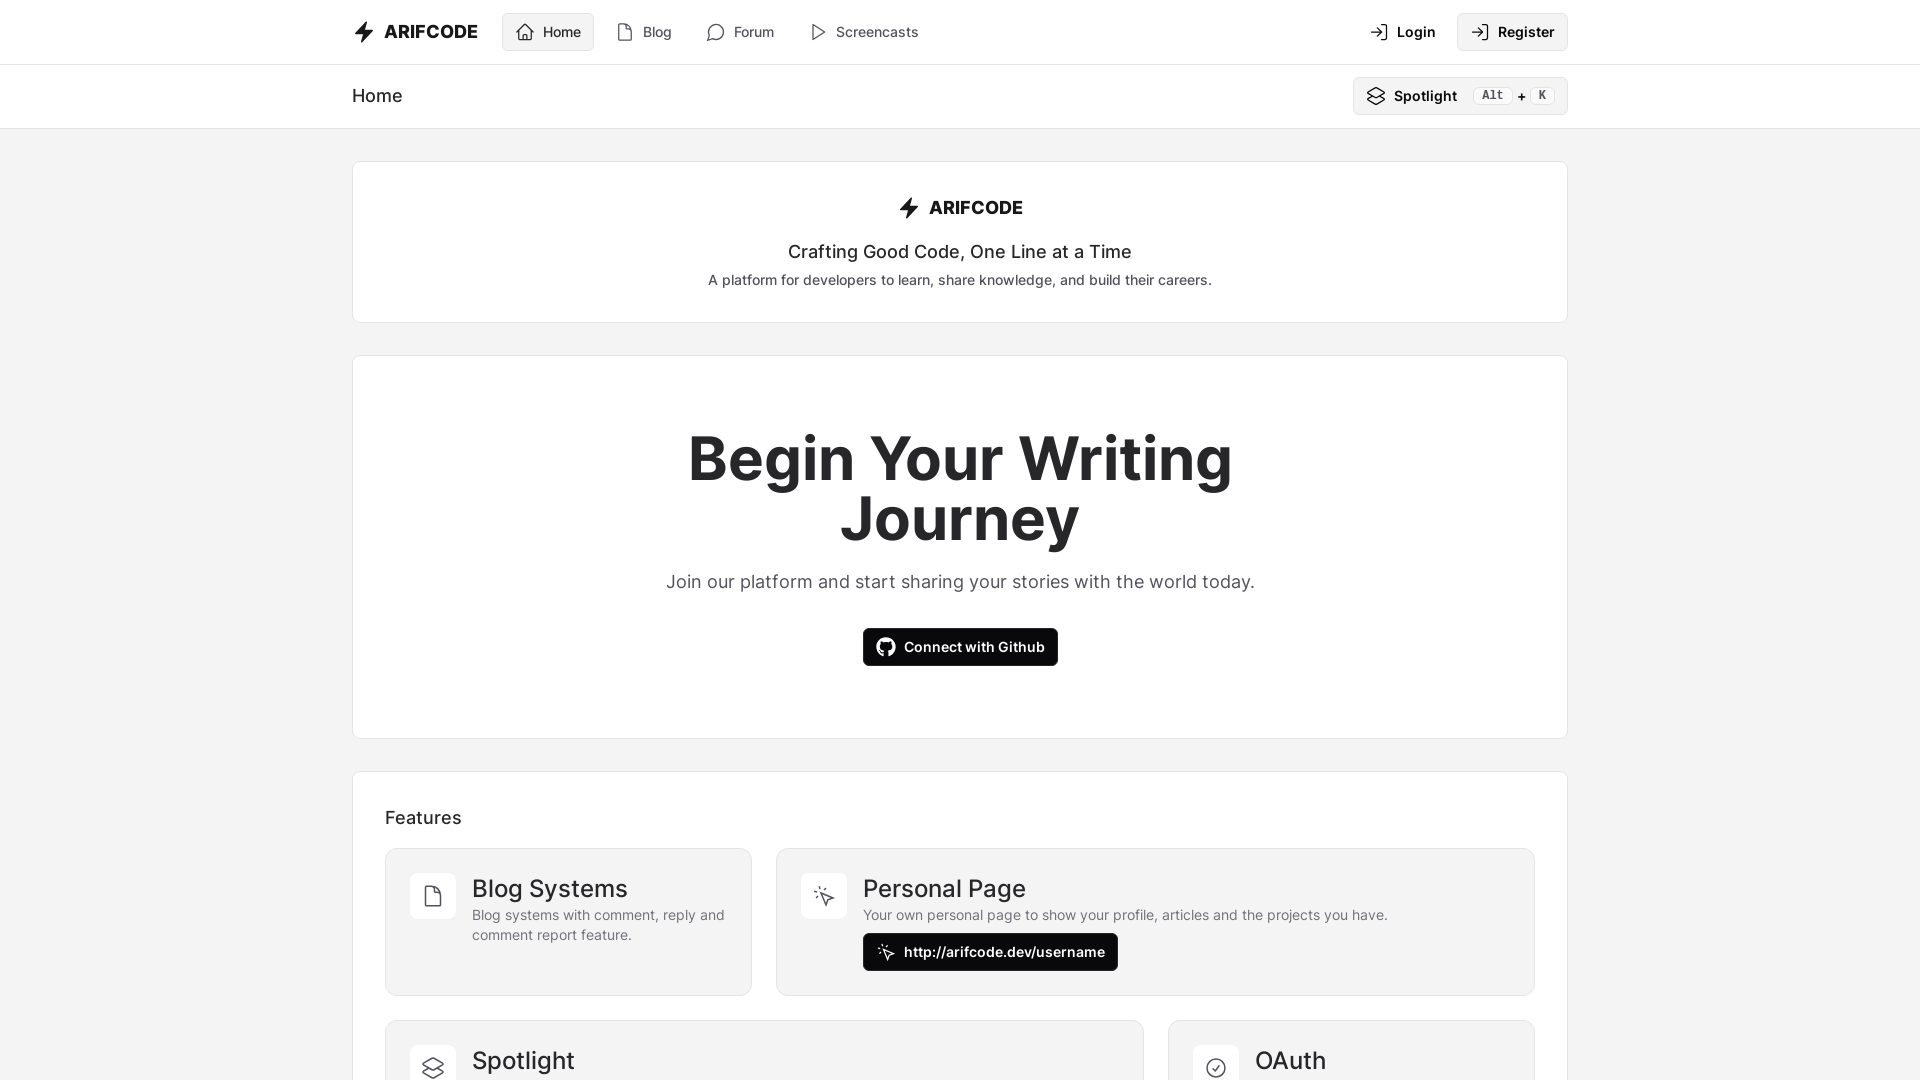 ARIFCODE
Home
Blog
Forum
Screencasts
Login
Register
Home
Spotlight Alt + K
ARIFCODE
Crafting Good Code, One Line at a Time
A platform for developers to learn, share knowledge, and build their careers.
Begin Your Writing
Journey
Join our platform and start sharing your stories with the world today.
Connect with Github
Features
Blog Systems
Blog systems with comment, reply and
comment report feature.
Personal Page
Your own personal page to show your profile, articles and the projects you have.
http://arifcode.dev/username
Spotlight
OAuth